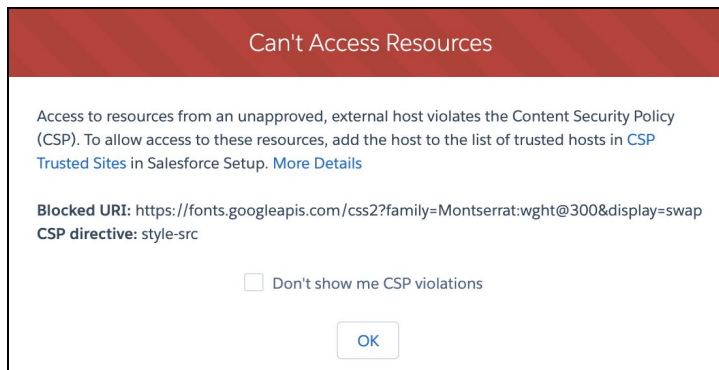 Can't Access Resources
Access to resources from an unapproved, external host violates the Content Security Policy
(CSP). To allow access to these resources, add the host to the list of trusted hosts in CSP
Trusted Sites in Salesforce Setup. More Details
Blocked URI: https://fonts.googleapis.com/css2?family=Montserrat:wght@300&display=swap
CSP directive: style-src
Don't show me CSP violations
OK